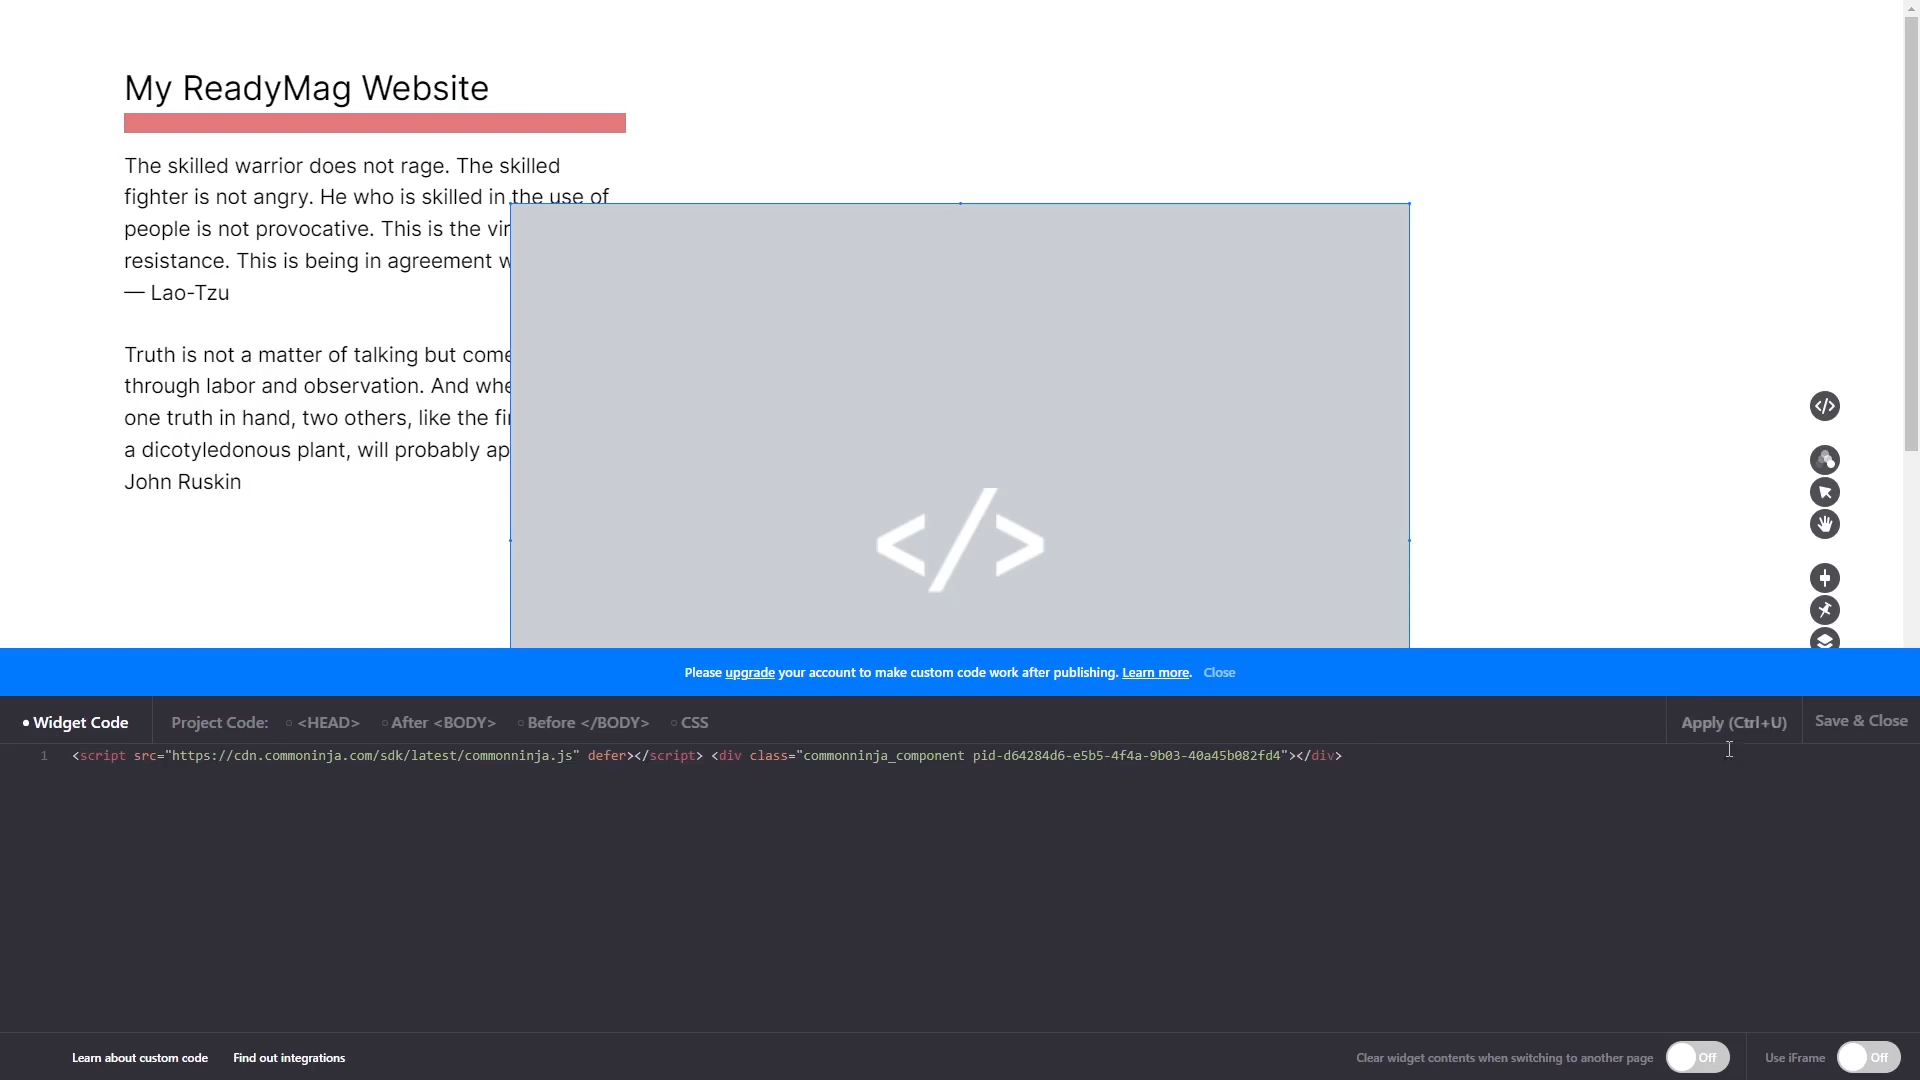 My ReadyMag Website
The skilled warrior does not rage. The skilled
fighter is not angry. He who is skilled in the use of
people is not provocative. This is the vir
resistance. This is being in agreement w
— Lao-Tzu
Truth is not a matter of talking but come
through labor and observation. And whe
one truth in hand, two others, like the fi
a dicotyledonous plant, will probably ap
John Ruskin
</>
</>
Please upgrade your account to make custom code work after publishing. Learn more. Close
Widget Code Project Code: <HEAD> After <BODY> Before </BODY> CSS Apply (Ctrl+U) Save & Close
1 <script src="https://cdn.commoninja.com/sdk/latest/commonninja.js" defer></script> <div class="commonninja_component pid-d64284d6-e5b5-4f4a-9b03-40a45b082fd4"></div>
Learn about custom code Find out integrations Clear widget contents when switching to another page Off Use iFrame Off